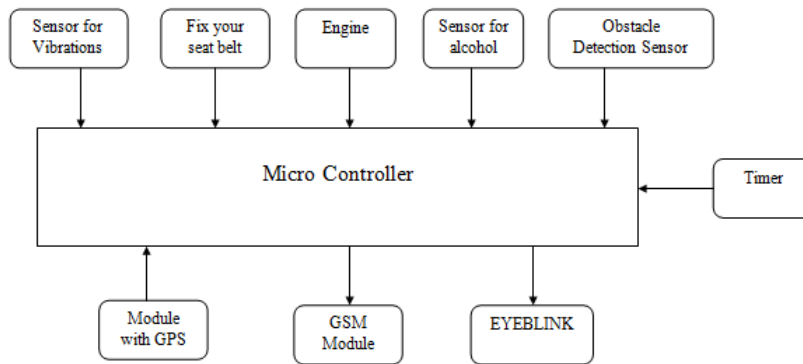 Sensor for
Vibrations
Fix your
seat belt
Engine
Sensor for
alcohol
Obstacle
Detection Sensor
Micro Controller
Timer
Module
with GPS
GSM
Module
EYEBLINK